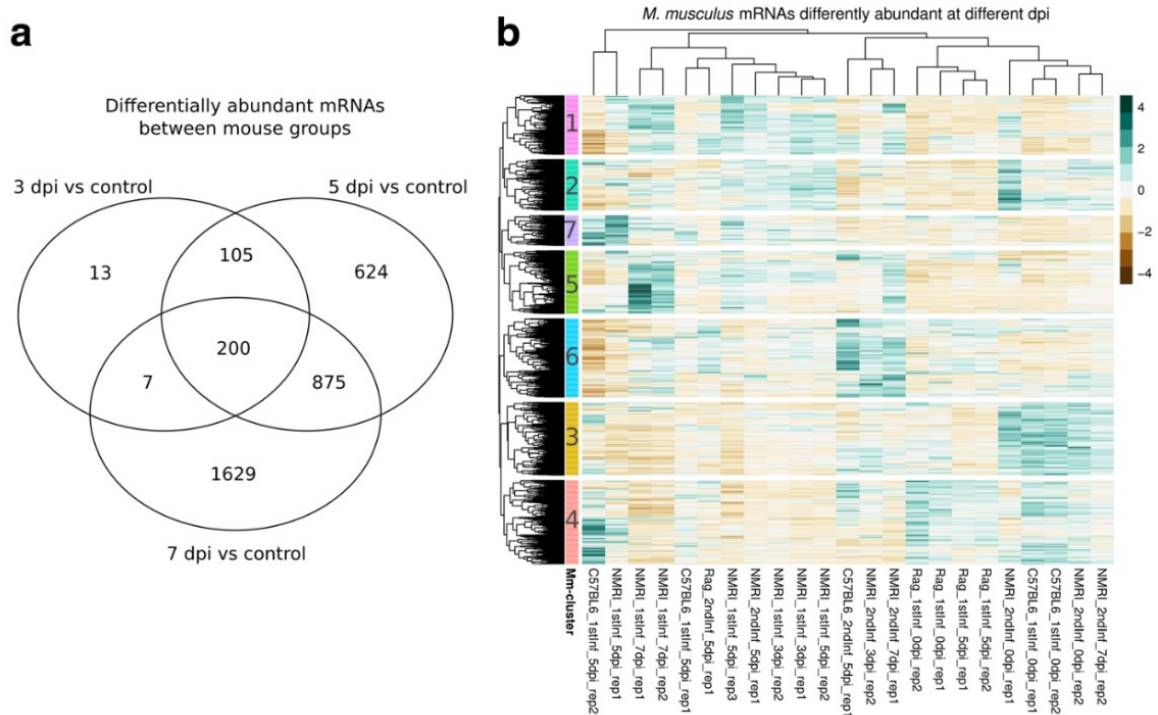 a
Differentially abundant mRNAs
between mouse groups
3 dpi vs control
5 dpi vs control
13
105
624
200
7
875
1629
7 dpi vs control
b
M. musculus mRNAs differently abundant at different dpi
1
2
7
5
6
3
4
4
2
0
−2
−4
Mm-cluster
C57BL6_1stInf_5dpi_rep2
NMRI_1stInf_5dpi_rep1
NMRI_1stInf_7dpi_rep1
NMRI_1stInf_7dpi_rep2
C57BL6_1stInf_5dpi_rep1
Rag_2ndInf_5dpi_rep1
NMRI_1stInf_5dpi_rep3
NMRI_2ndInf_5dpi_rep1
NMRI_1stInf_3dpi_rep2
NMRI_1stInf_3dpi_rep1
NMRI_1stInf_5dpi_rep2
C57BL6_2ndInf_5dpi_rep1
NMRI_2ndInf_3dpi_rep2
NMRI_2ndInf_7dpi_rep1
Rag_1stInf_0dpi_rep2
Rag_1stInf_0dpi_rep1
Rag_1stInf_5dpi_rep1
Rag_1stInf_5dpi_rep2
NMRI_2ndInf_0dpi_rep1
C57BL6_1stInf_0dpi_rep1
C57BL6_1stInf_0dpi_rep2
NMRI_2ndInf_0dpi_rep2
NMRI_2ndInf_7dpi_rep2